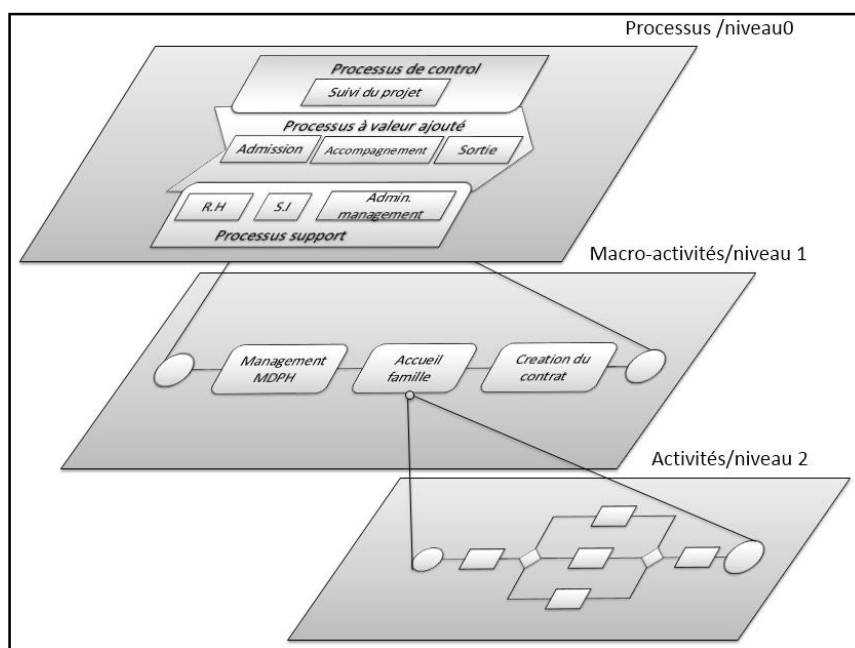 Processus /niveau0
Processus de control
Suivi du projet
Processus à valeur ajouté
Admission
Accompagnement
Sortie
R.H
S.I
Admin.
management
Processus support
Macro-activités/niveau 1
Management
MDPH
Accueil
famille
Creation du
contrat
Activités/niveau 2